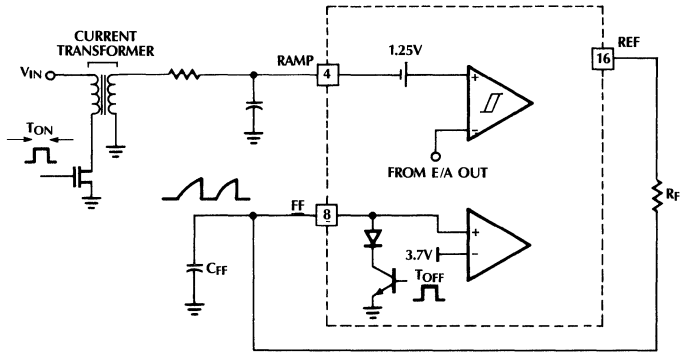 CURRENT
TRANSFORMER
VIN
TON
RAMP
4
1.25V
+
−
FROM E/A OUT
16
REF
RF
FF
8
CFF
3.7V
+
−
TOFF